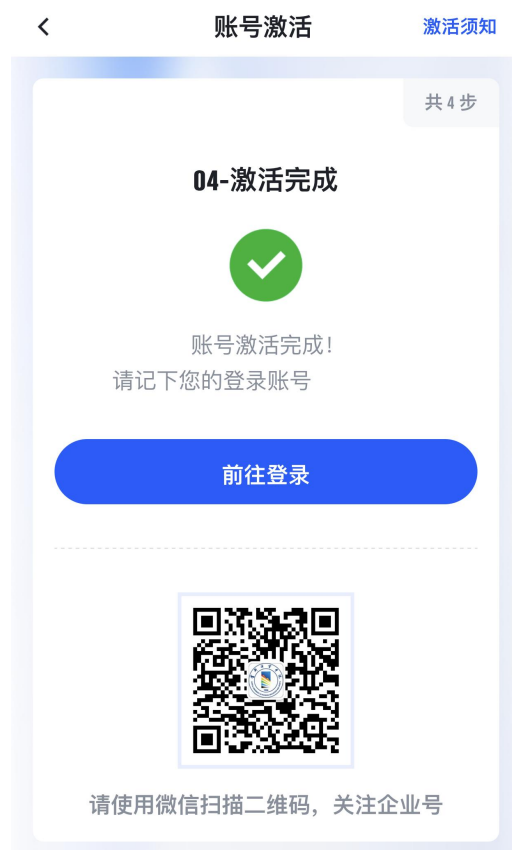 账号激活
激活须知
共4步
04-激活完成
账号激活完成！
请记下您的登录账号
前往登录
请使用微信扫描二维码，关注企业号